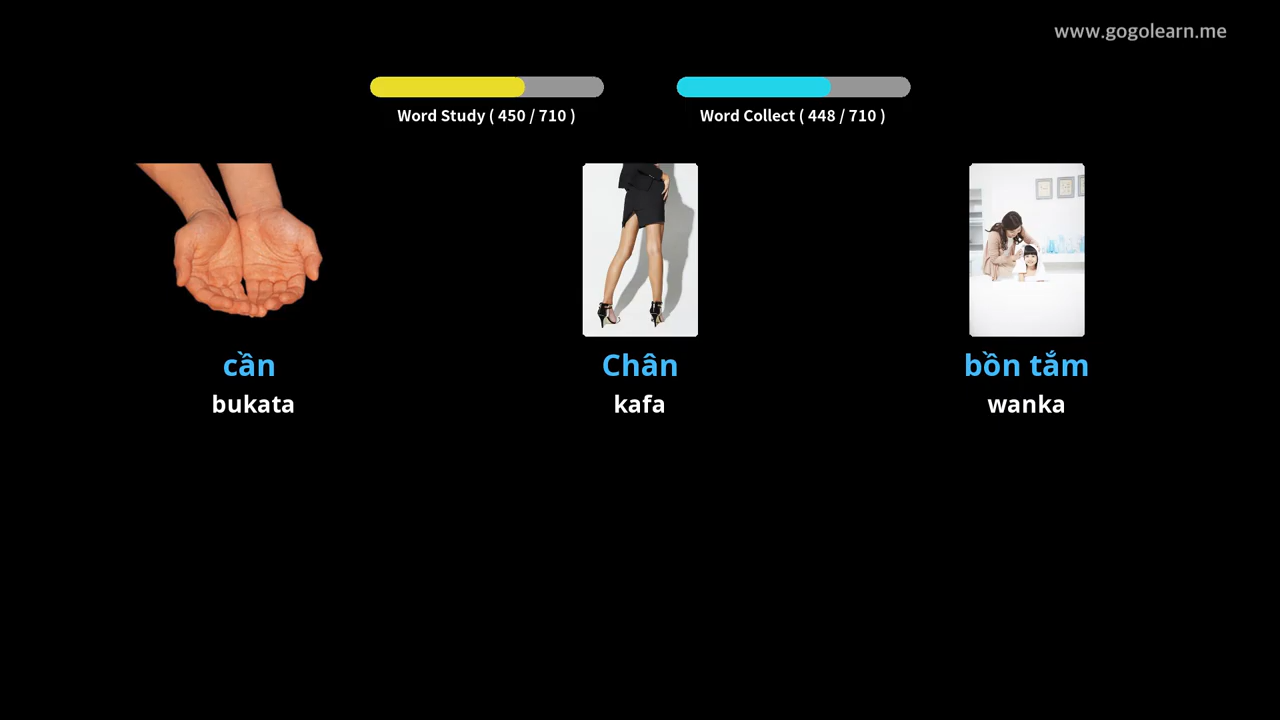 www.gogolearn.me
Word Study ( 450 / 710 )
Word Collect ( 448 / 710 )
cần
bukata
Chân
kafa
bồn tắm
wanka